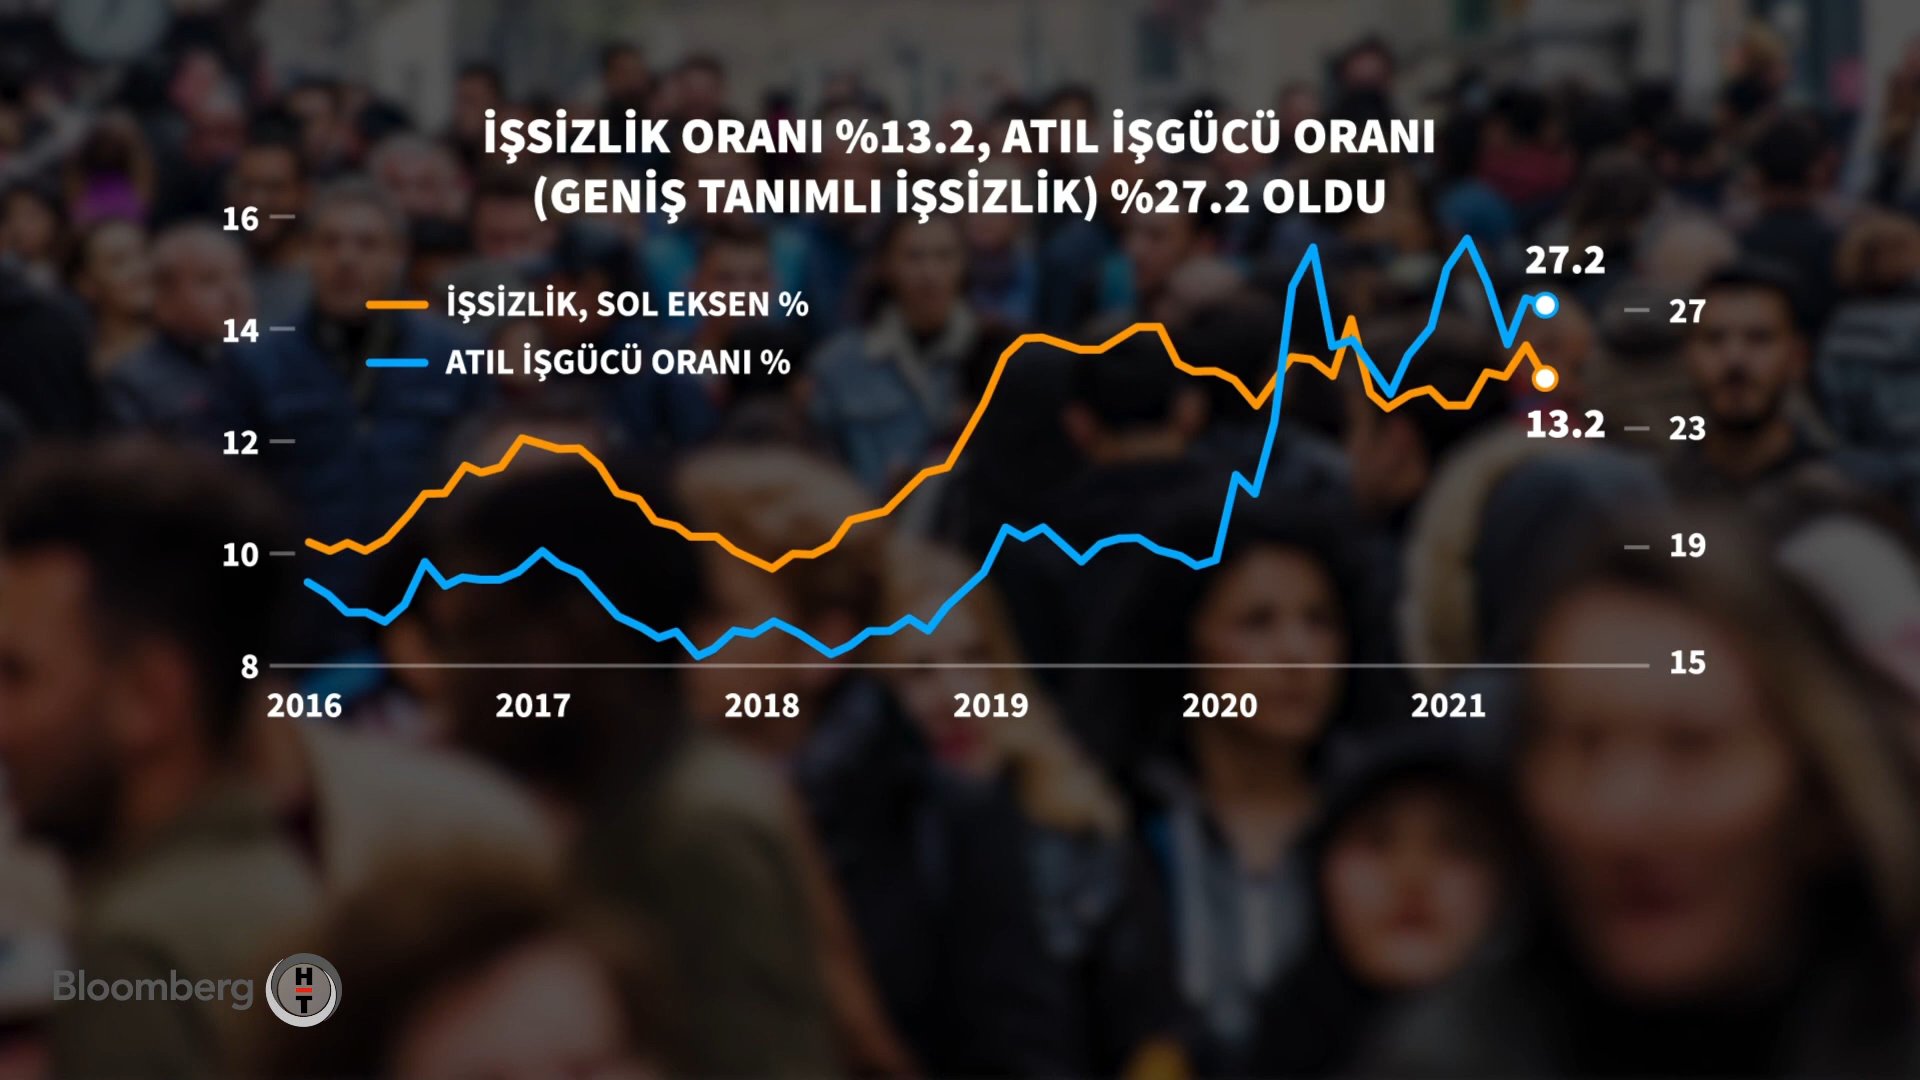 İŞSİZLİK ORANI %13.2, ATIL İŞGÜCÜ ORANI
(GENİŞ TANIMLI İŞSİZLİK) %27.2 OLDU
16
14
12
10
8
İŞSİZLİK, SOL EKSEN %
ATIL İŞGÜCÜ ORANI %
27.2
13.2
27
23
19
15
2016 2017 2018 2019 2020 2021
Bloomberg HT